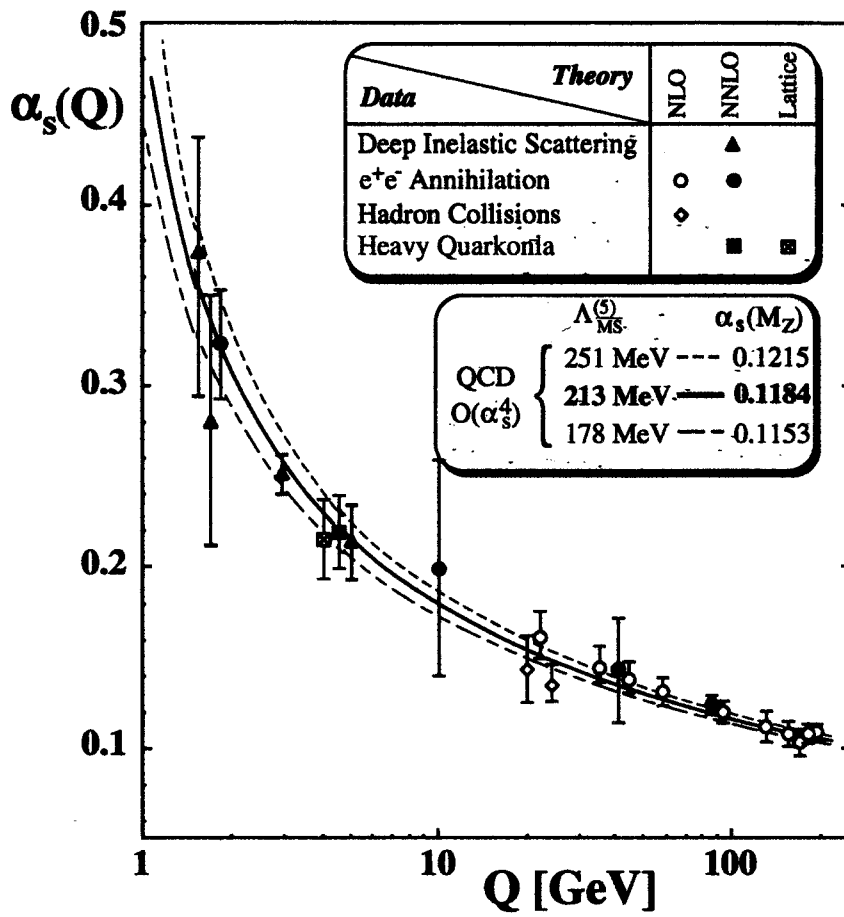 0.5
α_s(Q)
0.4
0.3
0.2
0.1
1
10
100
Q [GeV]
Theory
Data
NLO
NNLO
Lattice
Deep Inelastic Scattering
e⁺e⁻ Annihilation
Hadron Collisions
Heavy Quarkonia
Λ_MS^(5) α_s(M_Z)
QCD
O(α_s^4)
251 MeV 0.1215
213 MeV 0.1184
178 MeV 0.1153